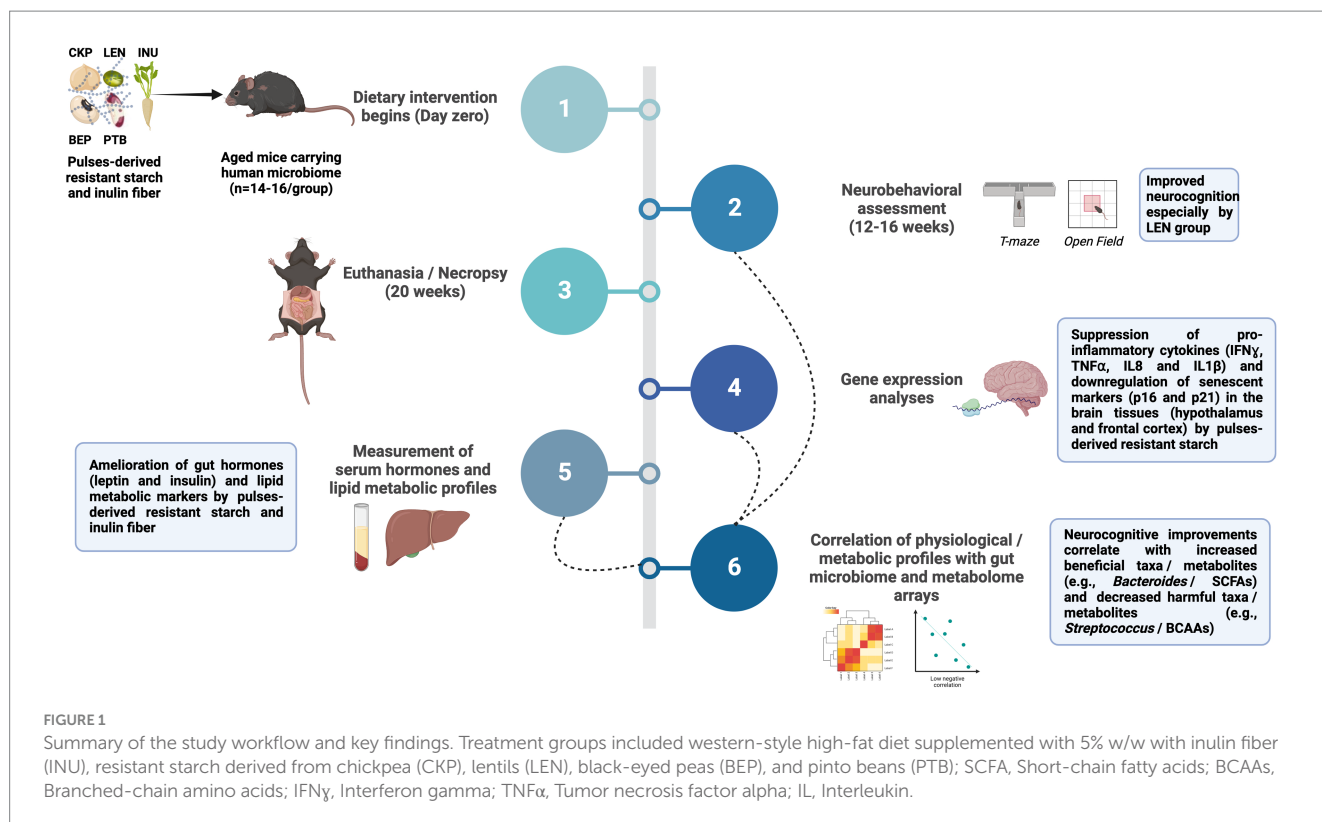 CKP LEN INU
BEP PTB
Pulses-derived
resistant starch
and inulin fiber
Aged mice carrying
human microbiome
(n=14-16/group)
Dietary intervention
begins (Day zero)
1
2
Neurobehavioral
assessment
(12-16 weeks)
T-maze
Open Field
Improved
neurocognition
especially by
LEN group
Euthanasia / Necropsy
(20 weeks)
3
4
Gene expression
analyses
Suppression of pro-
inflammatory cytokines (IFNɣ,
TNFα, IL8 and IL1β) and
downregulation of senescent
markers (p16 and p21) in the
brain tissues (hypothalamus
and frontal cortex) by pulses-
derived resistant starch
Amelioration of gut hormones
(leptin and insulin) and lipid
metabolic markers by pulses-
derived resistant starch and
inulin fiber
Measurement of
serum hormones and
lipid metabolic profiles
5
6
Correlation of physiological /
metabolic profiles with gut
microbiome and metabolome
arrays
Low negative
correlation
Neurocognitive improvements
correlate with increased
beneficial taxa / metabolites
(e.g., Bacteroides / SCFAs)
and decreased harmful taxa /
metabolites (e.g.,
Streptococcus / BCAAs)
FIGURE 1
Summary of the study workflow and key findings. Treatment groups included western-style high-fat diet supplemented with 5% w/w with inulin fiber
(INU), resistant starch derived from chickpea (CKP), lentils (LEN), black-eyed peas (BEP), and pinto beans (PTB); SCFA, Short-chain fatty acids; BCAAs,
Branched-chain amino acids; IFNɣ, Interferon gamma; TNFα, Tumor necrosis factor alpha; IL, Interleukin.